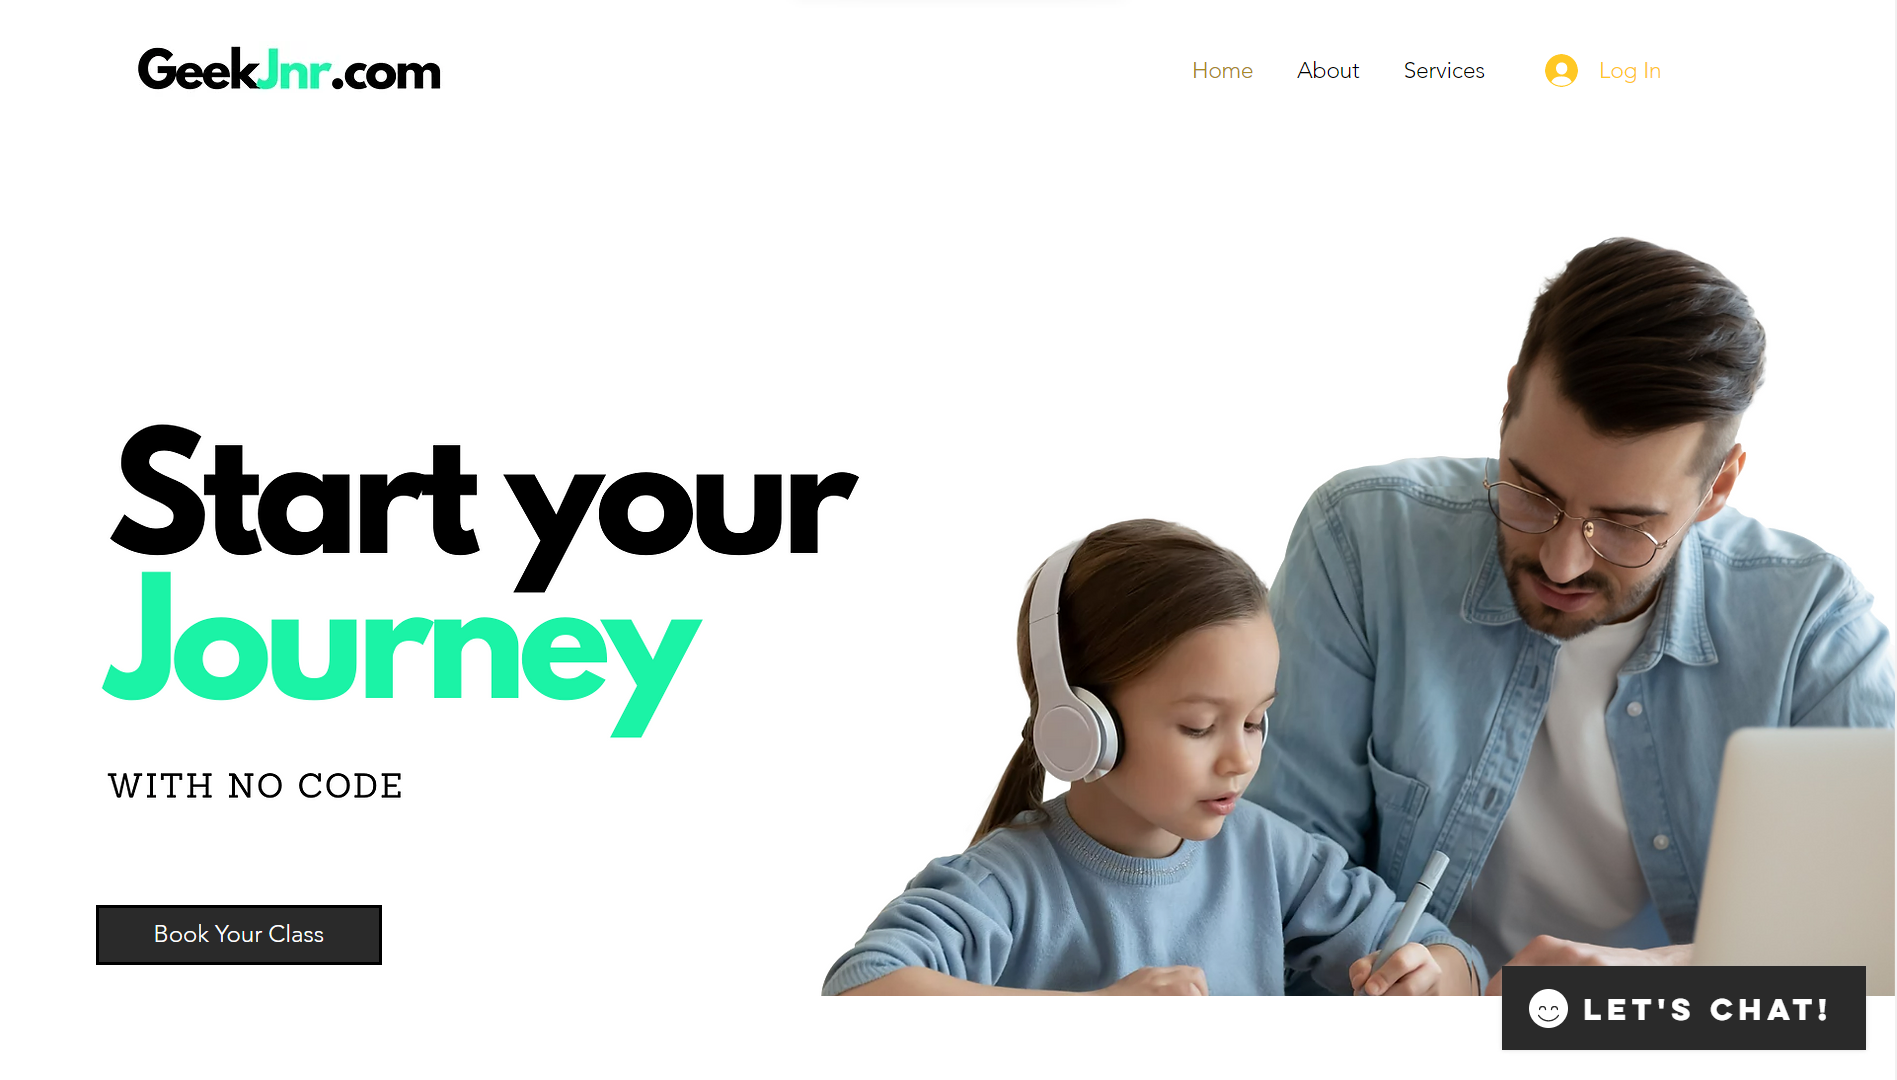 GeekJnr.com
Home About Services Log In
Start your
Journey
WITH NO CODE
Book Your Class
LET'S CHAT!